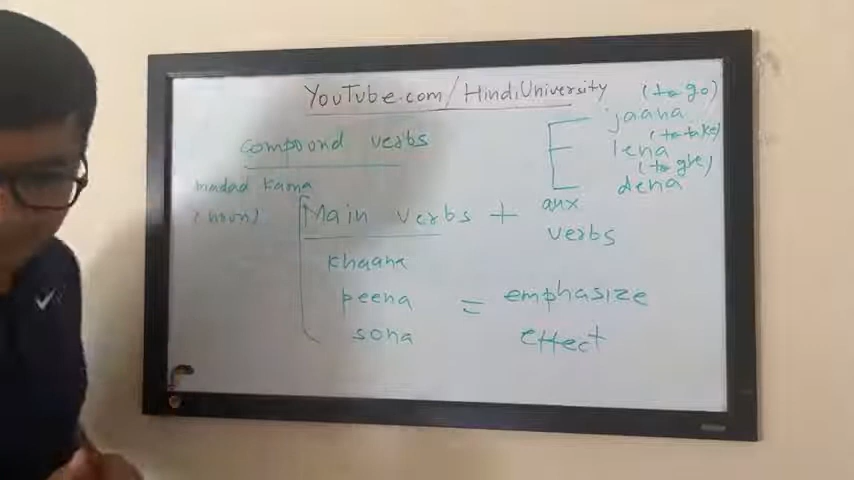 YouTube.com/HindiUniversity
(to go)
jaana
(to take)
lena
(to give)
dena
compound verbs
madad karna
(noun)
Main verbs + aux
verbs
khaana
peena
sona
= emphasize
effect